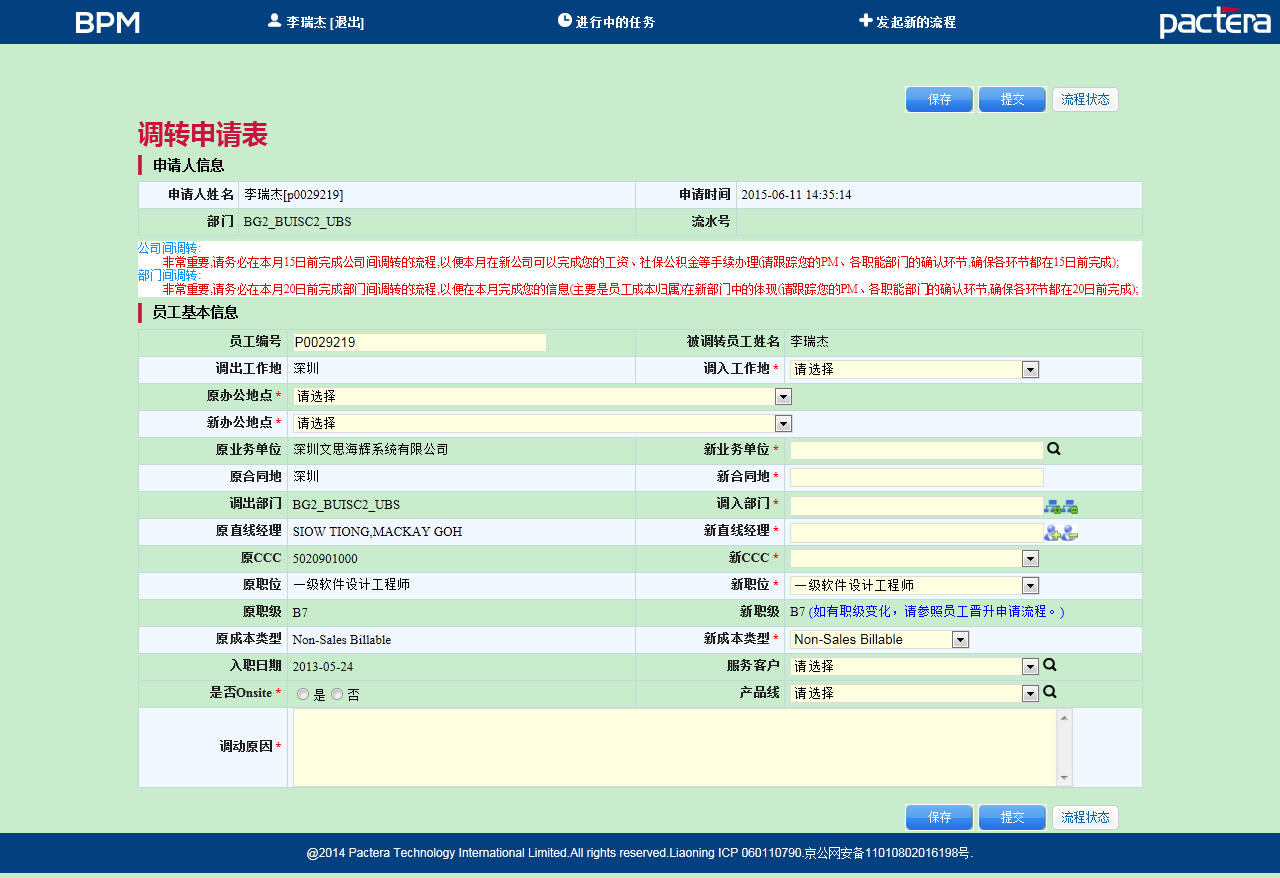 BPM 李瑞杰 [退出] 进行中的任务 发起新的流程 pactera
保存 提交 流程状态
调转申请表
申请人信息
申请人姓名 李瑞杰[p0029219] 申请时间 2015-06-11 14:35:14
部门 BG2_BUISC2_UBS 流水号
公司间调转:
非常重要,请务必在本月15日前完成公司间调转的流程,以便本月在新公司可以完成您的工资、社保公积金等手续办理(请跟踪您的PM、各职能部门的确认环节,确保各环节都在15日前完成);
部门间调转:
非常重要,请务必在本月20日前完成部门间调转的流程,以便在本月完成您的信息(主要是员工成本归属)在新部门中的体现(请跟踪您的PM、各职能部门的确认环节,确保各环节都在20日前完成);
员工基本信息
员工编号 P0029219 被调转员工姓名 李瑞杰
调出工作地 深圳 调入工作地 * 请选择
原办公地点 * 请选择
新办公地点 * 请选择
原业务单位 深圳文思海辉系统有限公司 新业务单位 *
原合同地 深圳 新合同地 *
调出部门 BG2_BUISC2_UBS 调入部门 *
原直线经理 SIOW TIONG,MACKAY GOH 新直线经理 *
原CCC 5020901000 新CCC *
原职位 一级软件设计工程师 新职位 * 一级软件设计工程师
原职级 B7 新职级 B7 (如有职级变化，请参照员工晋升申请流程。)
原成本类型 Non-Sales Billable 新成本类型 * Non-Sales Billable
入职日期 2013-05-24 服务客户 请选择
是否Onsite * 是 否 产品线 请选择
调动原因 *
保存 提交 流程状态
@2014 Pactera Technology International Limited.All rights reserved.Liaoning ICP 060110790.京公网安备11010802016198号.